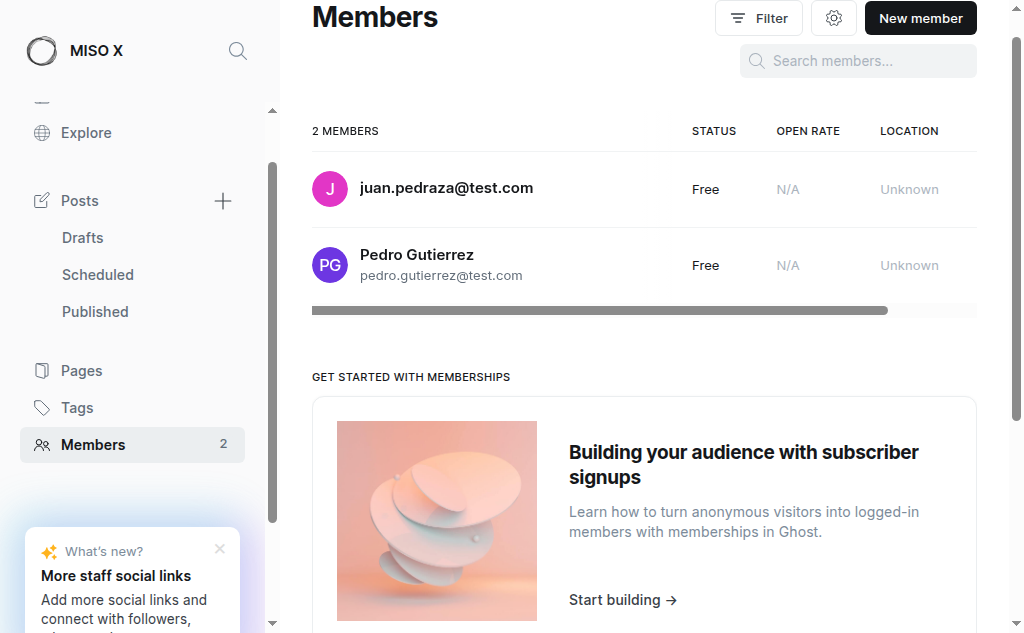 MISO X
Explore
Posts
Drafts
Scheduled
Published
Pages
Tags
Members 2
What's new?
More staff social links
Add more social links and
connect with followers,
Members
Filter
New member
Search members...
2 MEMBERS STATUS OPEN RATE LOCATION
J juan.pedraza@test.com Free N/A Unknown
PG Pedro Gutierrez
pedro.gutierrez@test.com Free N/A Unknown
GET STARTED WITH MEMBERSHIPS
Building your audience with subscriber
signups
Learn how to turn anonymous visitors into logged-in
members with memberships in Ghost.
Start building →